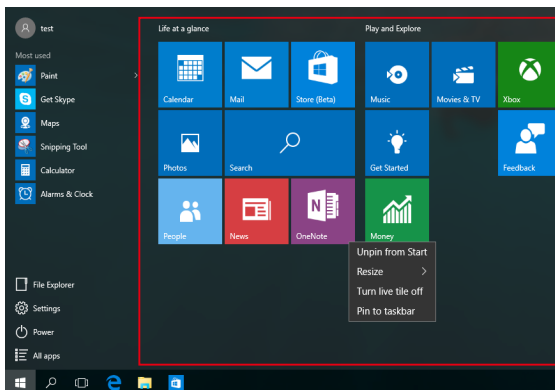 test
Most used
Paint
Get Skype
Maps
Snipping Tool
Calculator
Alarms & Clock
File Explorer
Settings
Power
All apps
Life at a glance
Calendar
Mail
Store (Beta)
Photos
Search
People
News
OneNote
Play and Explore
Music
Movies & TV
Xbox
Get Started
Feedback
Money
Unpin from Start
Resize
Turn live tile off
Pin to taskbar